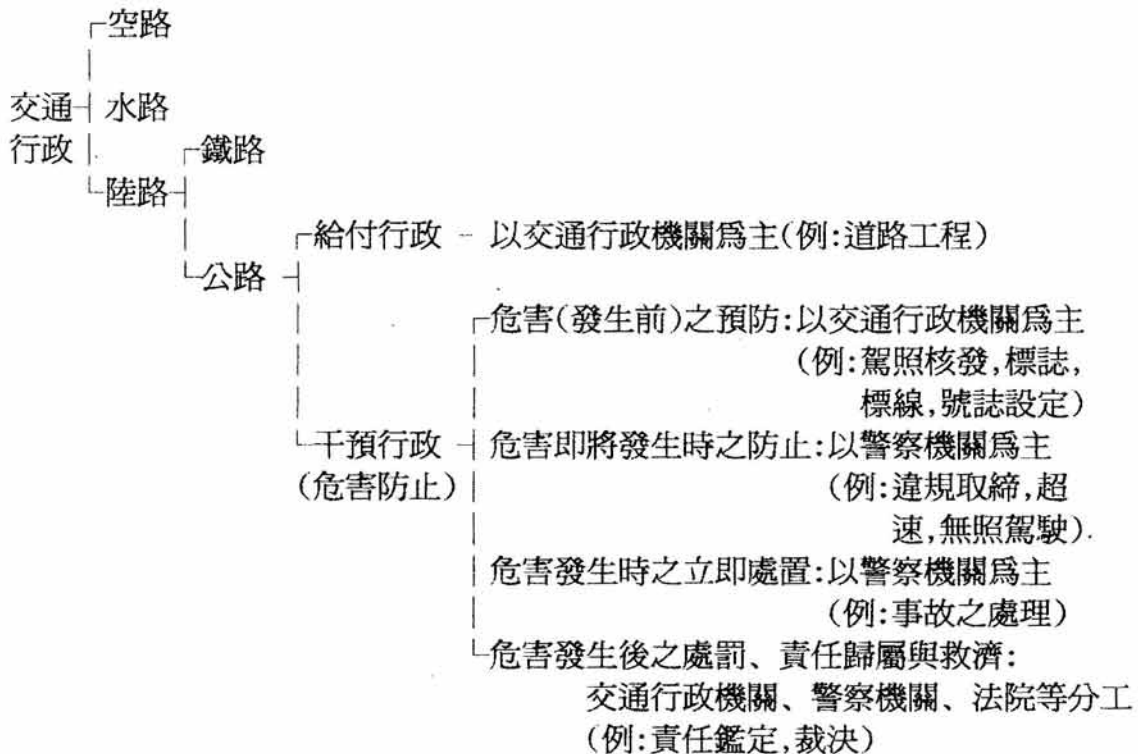 空路
交通 水路
行政 鐵路
陸路
給付行政 - 以交通行政機關爲主(例:道路工程)
公路
危害(發生前)之預防:以交通行政機關爲主
(例:駕照核發,標誌,
標線,號誌設定)
干預行政 危害即將發生時之防止:以警察機關爲主
(危害防止) (例:違規取締,超
速,無照駕駛).
危害發生時之立即處置:以警察機關爲主
(例:事故之處理)
危害發生後之處罰、責任歸屬與救濟:
交通行政機關、警察機關、法院等分工
(例:責任鑑定,裁決)